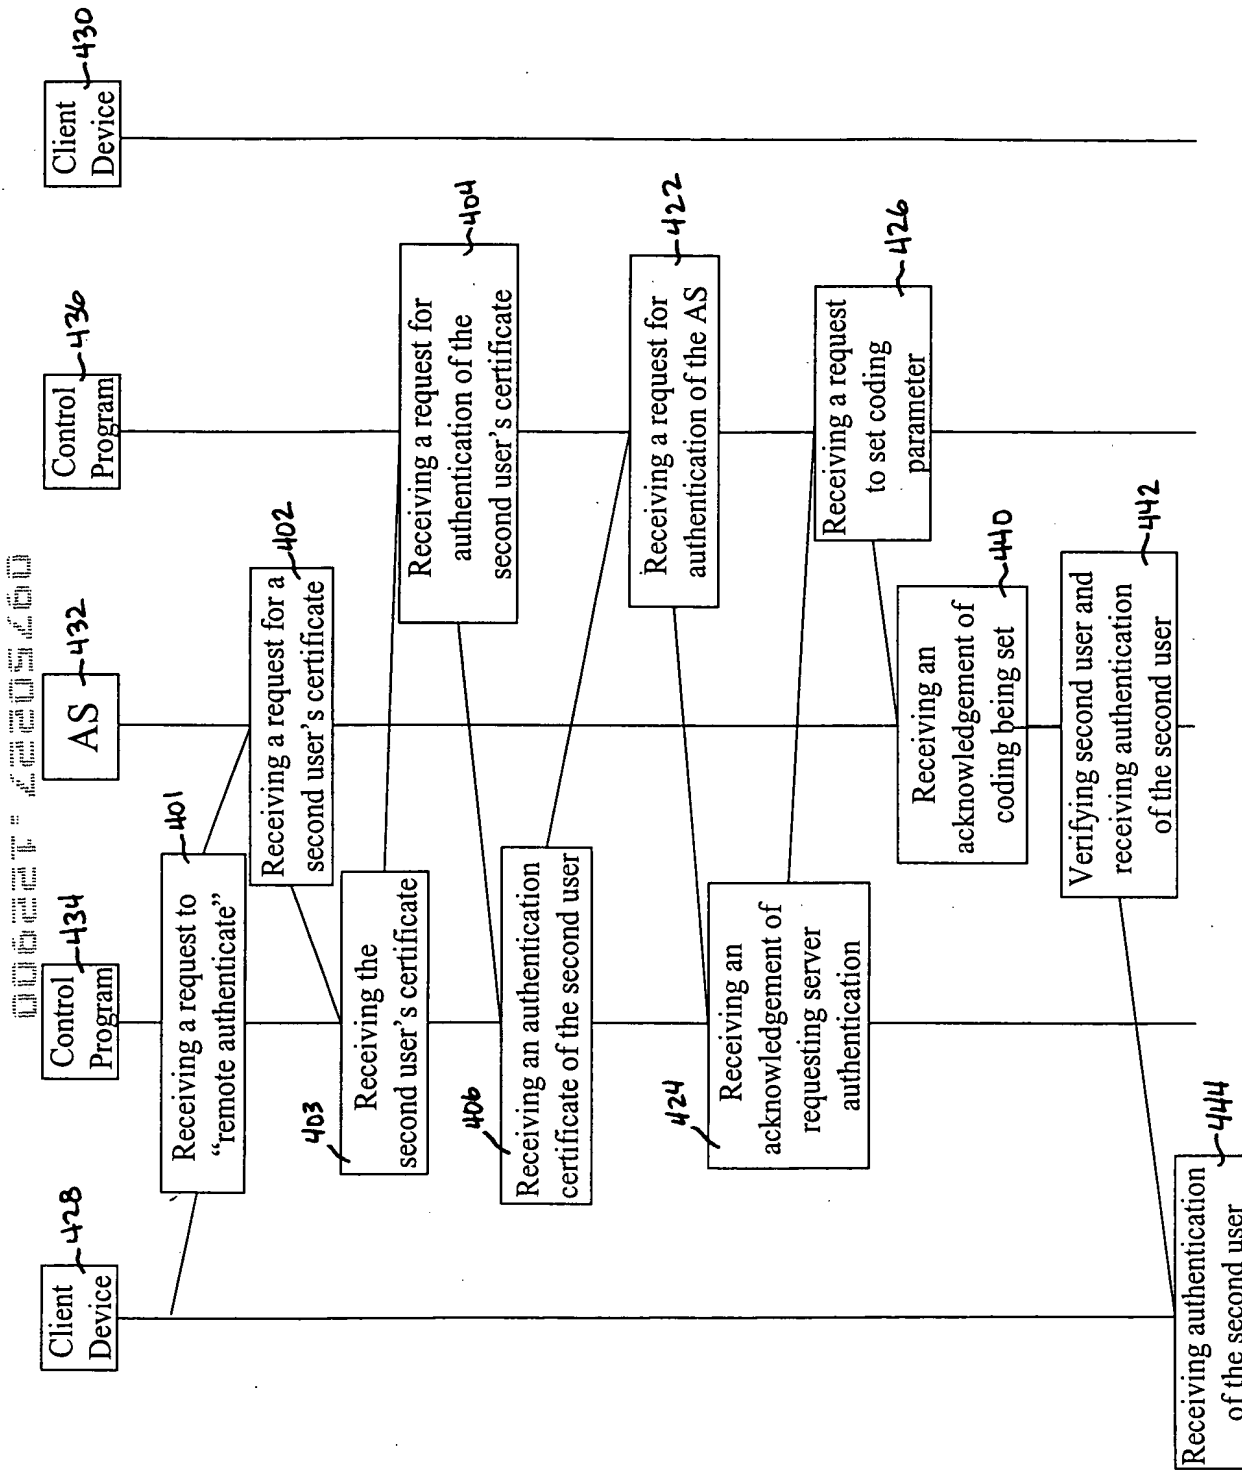 Client
Device
428
Control
Program
434
AS
432
Control
Program
436
Client
Device
430
09750227.122900
Receiving a request to
“remote authenticate”
401
Receiving a request for a
second user's certificate
402
403
Receiving the
second user's certificate
Receiving a request for
authentication of the
second user's certificate
404
406
Receiving an authentication
certificate of the second user
Receiving a request for
authentication of the AS
422
424
Receiving an
acknowledgement of
requesting server
authentication
Receiving a request
to set coding
parameter
426
Receiving an
acknowledgement of
coding being set
440
Verifying second user and
receiving authentication
of the second user
442
Receiving authentication
of the second user
444